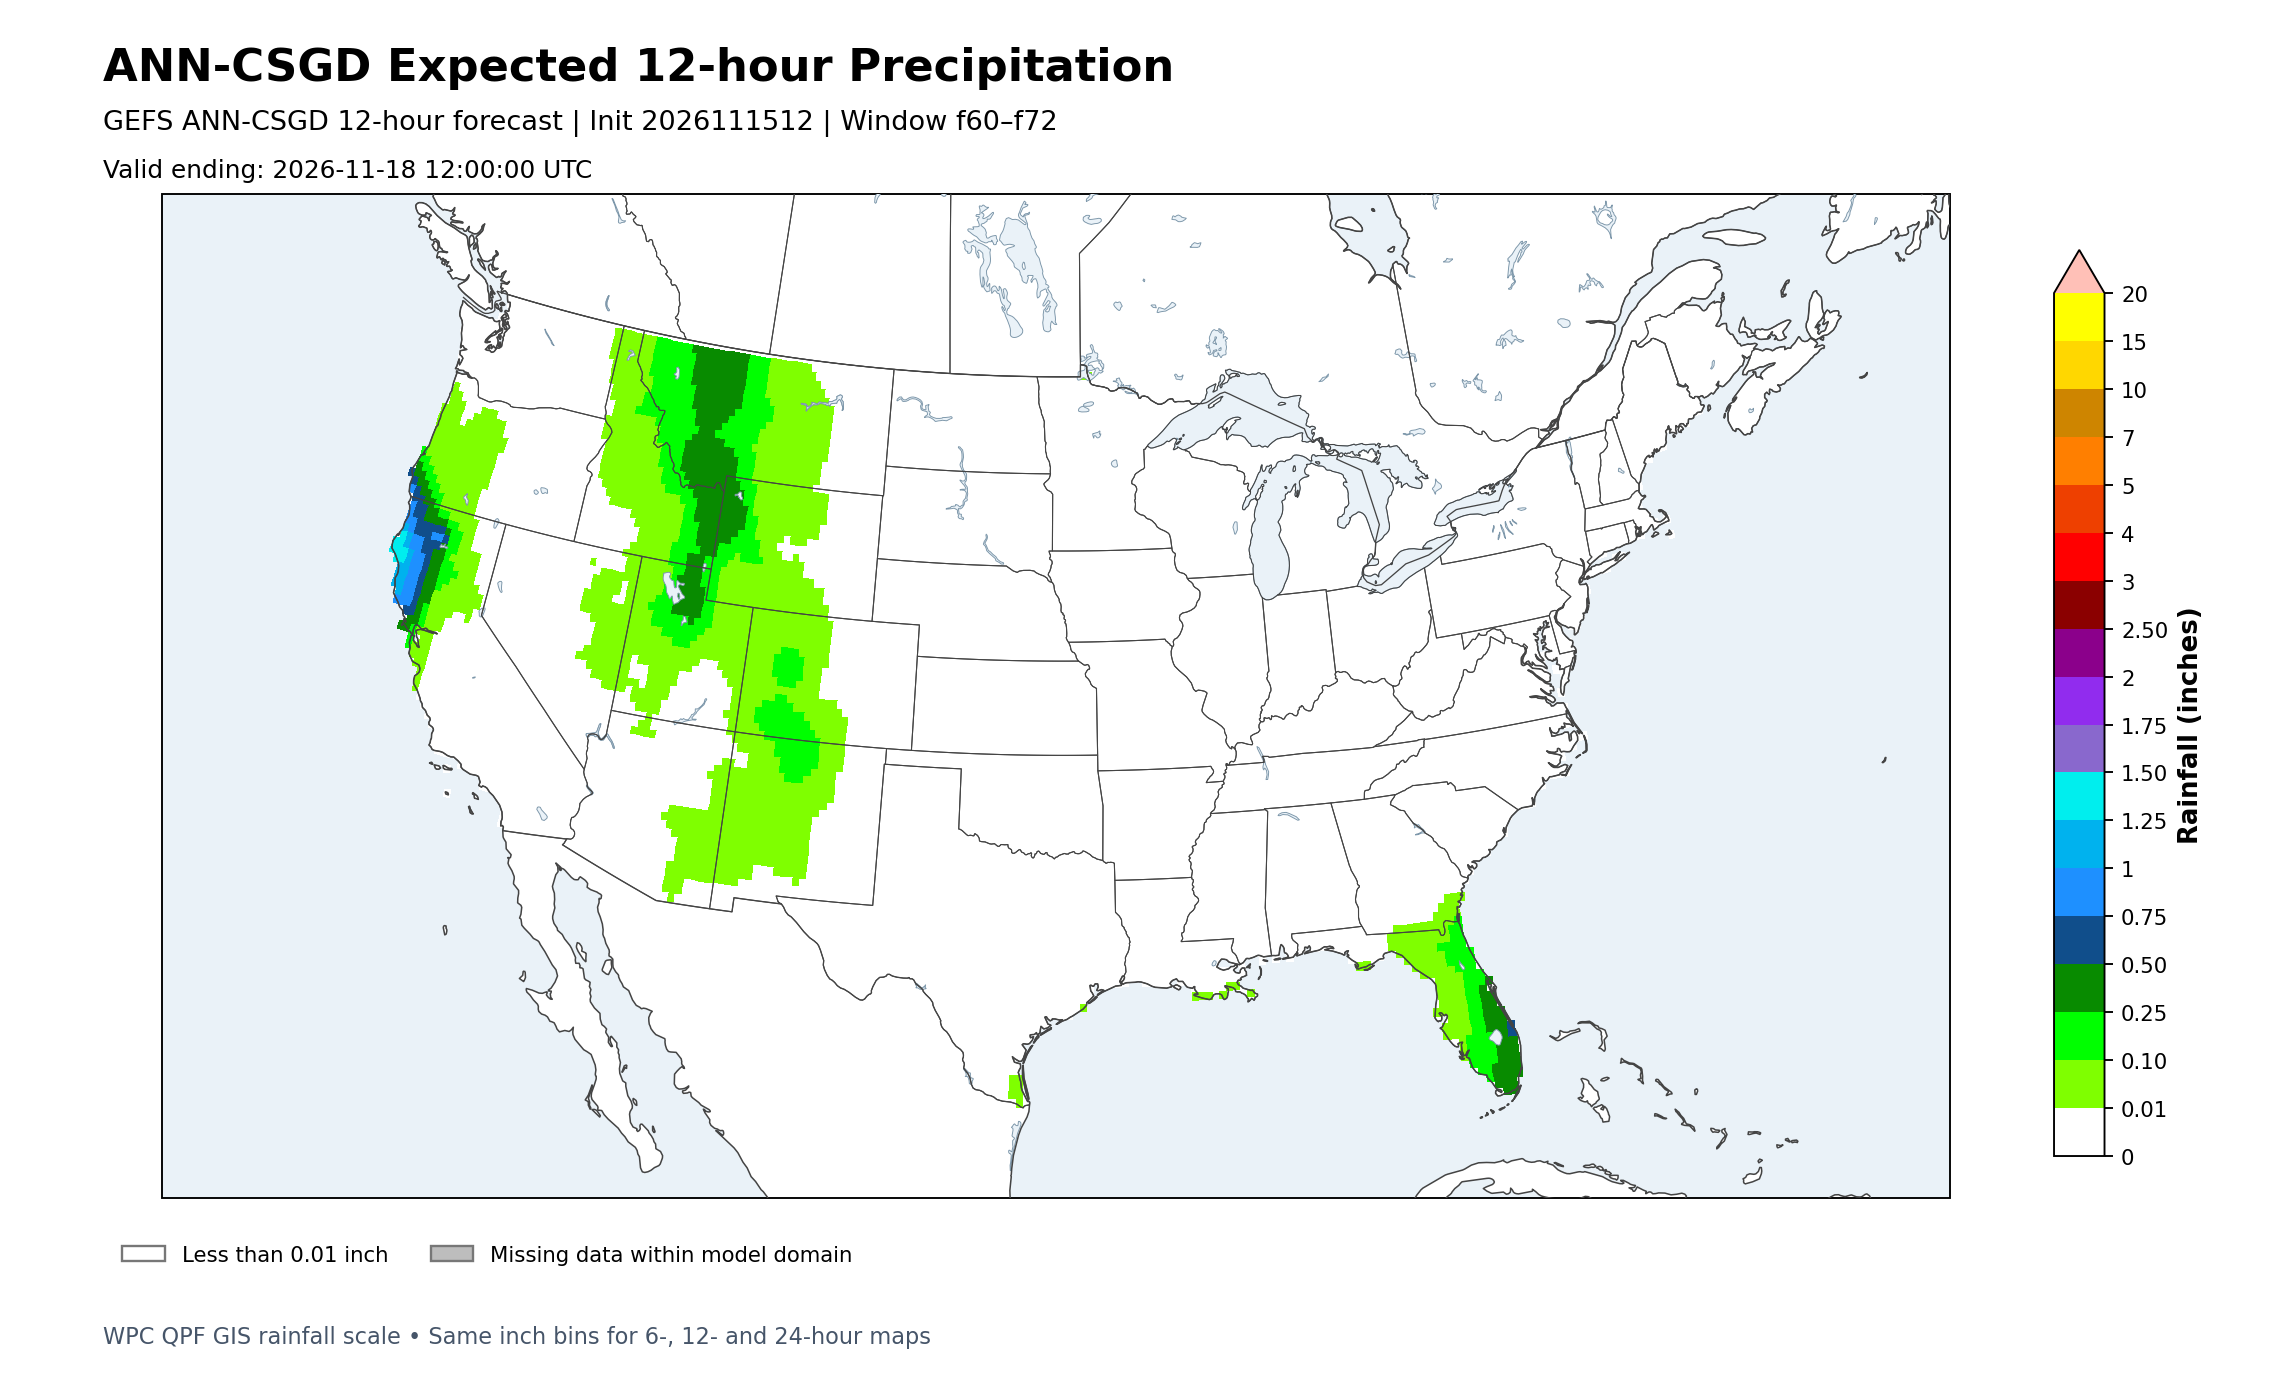 ANN-CSGD Expected 12-hour Precipitation
GEFS ANN-CSGD 12-hour forecast | Init 2026111512 | Window f60–f72
Valid ending: 2026-11-18 12:00:00 UTC
20
15
10
7
5
4
3
2.50
2
1.75
1.50
1.25
1
0.75
0.50
0.25
0.10
0.01
0
Rainfall (inches)
Less than 0.01 inch
Missing data within model domain
WPC QPF GIS rainfall scale • Same inch bins for 6-, 12- and 24-hour maps